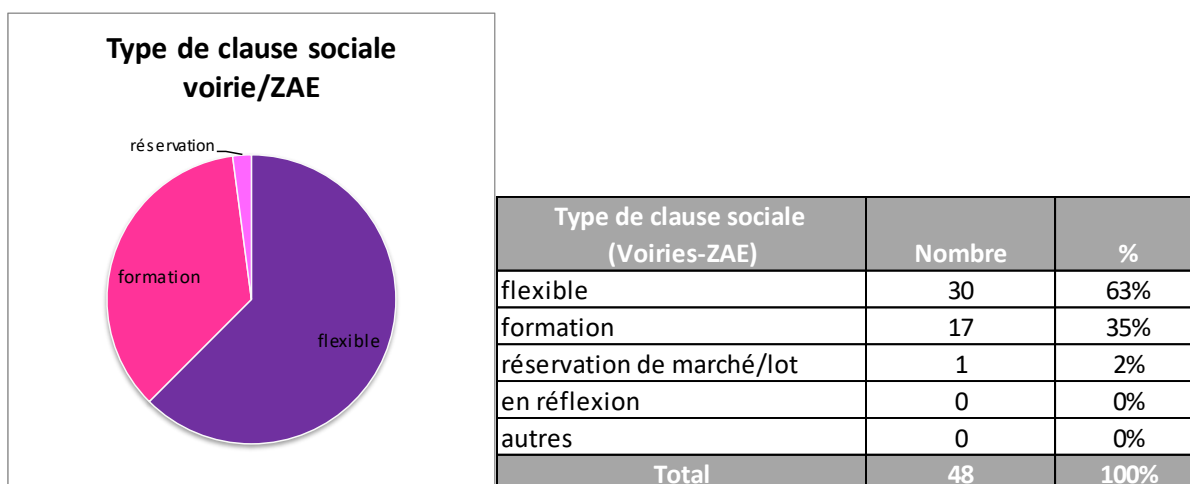 Type de clause sociale
voirie/ZAE
réservation
formation
flexible
Type de clause sociale
(Voiries-ZAE) Nombre %
flexible 30 63%
formation 17 35%
réservation de marché/lot 1 2%
en réflexion 0 0%
autres 0 0%
Total 48 100%